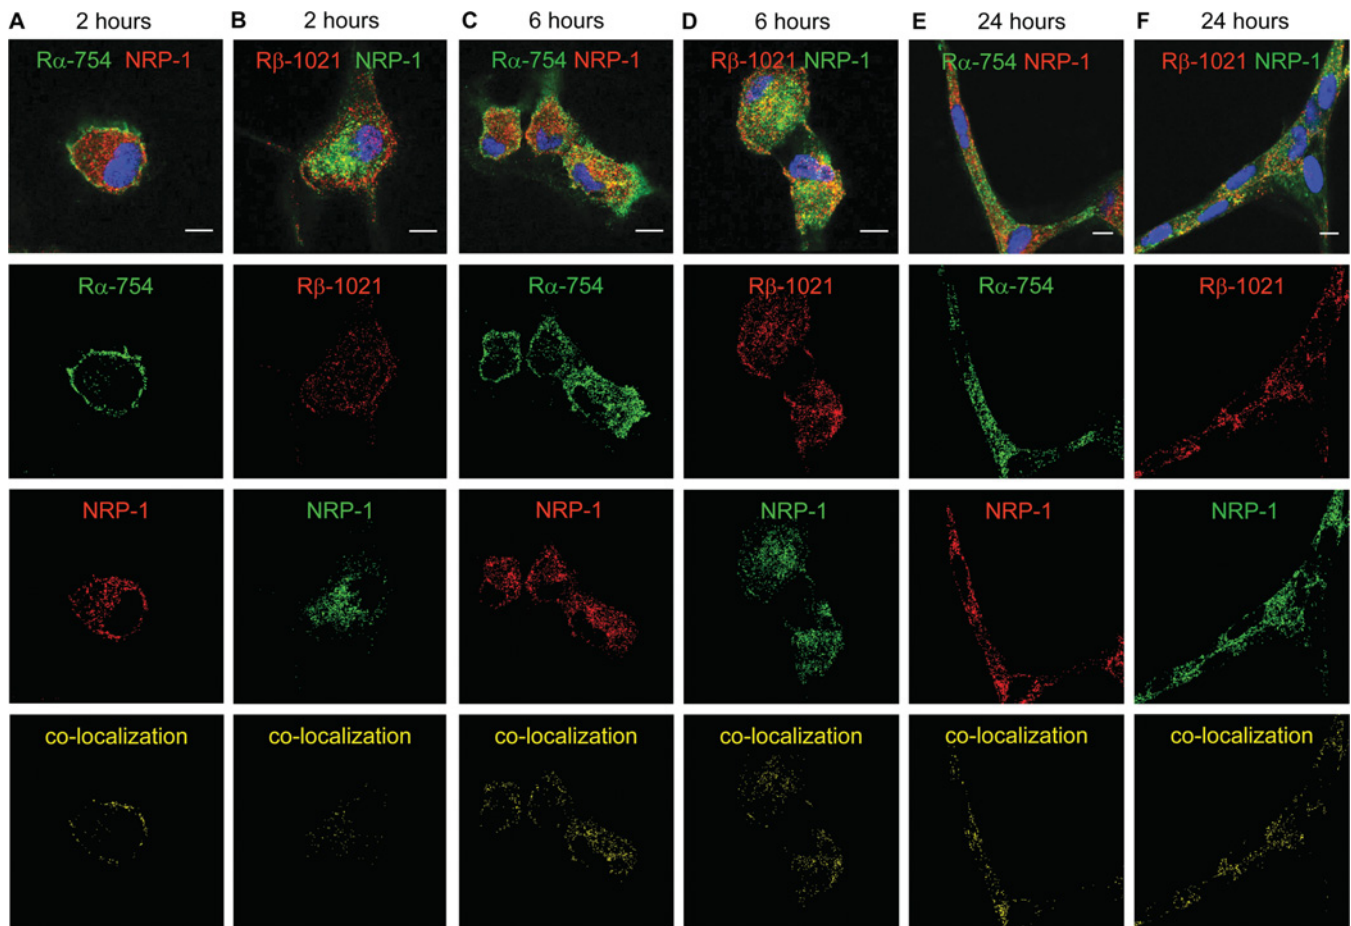 A 2 hours B 2 hours C 6 hours D 6 hours E 24 hours F 24 hours
Rα-754 NRP-1 Rβ-1021 NRP-1 Rα-754 NRP-1 Rβ-1021 NRP-1 Rα-754 NRP-1 Rβ-1021 NRP-1
Rα-754 Rβ-1021 Rα-754 Rβ-1021 Rα-754 Rβ-1021
NRP-1 NRP-1 NRP-1 NRP-1 NRP-1 NRP-1
co-localization co-localization co-localization co-localization co-localization co-localization